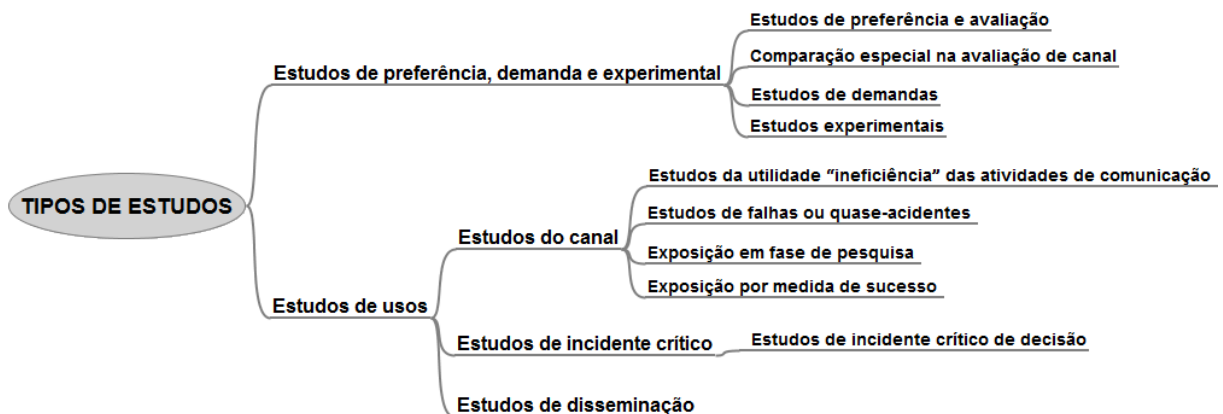 TIPOS DE ESTUDOS
Estudos de preferência, demanda e experimental
Estudos de preferência e avaliação
Comparação especial na avaliação de canal
Estudos de demandas
Estudos experimentais
Estudos de usos
Estudos do canal
Estudos da utilidade “ineficiência” das atividades de comunicação
Estudos de falhas ou quase-acidentes
Exposição em fase de pesquisa
Exposição por medida de sucesso
Estudos de incidente crítico
Estudos de incidente crítico de decisão
Estudos de disseminação